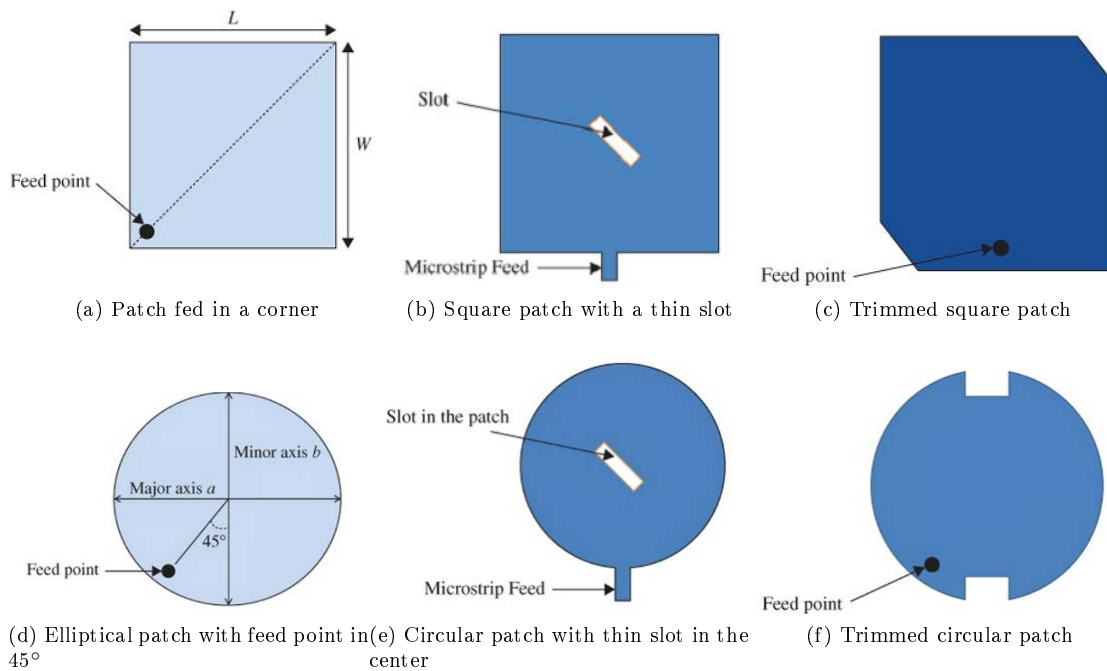 L
W
Feed point
(a) Patch fed in a corner
Slot
Microstrip Feed
(b) Square patch with a thin slot
Feed point
(c) Trimmed square patch
Minor axis b
Major axis a
45°
Feed point
(d) Elliptical patch with feed point in
45°
Slot in the patch
Microstrip Feed
(e) Circular patch with thin slot in the
center
Feed point
(f) Trimmed circular patch